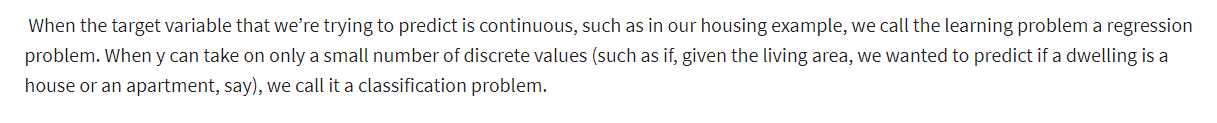 When the target variable that we’re trying to predict is continuous, such as in our housing example, we call the learning problem a regression
problem. When y can take on only a small number of discrete values (such as if, given the living area, we wanted to predict if a dwelling is a
house or an apartment, say), we call it a classification problem.